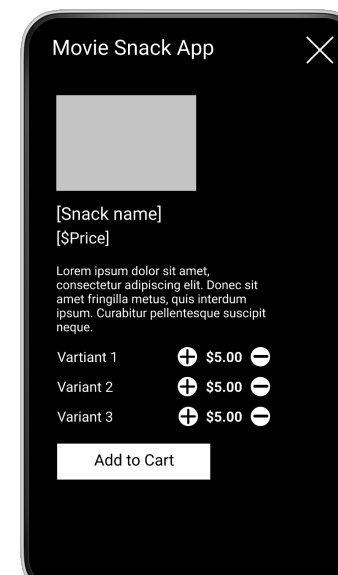 Movie Snack App
[Snack name]
[$Price]
Lorem ipsum dolor sit amet,
consectetur adipiscing elit. Donec sit
amet fringilla metus, quis interdum
ipsum. Curabitur pellentesque suscipit
neque.
Vartiant 1 $5.00
Variant 2 $5.00
Variant 3 $5.00
Add to Cart